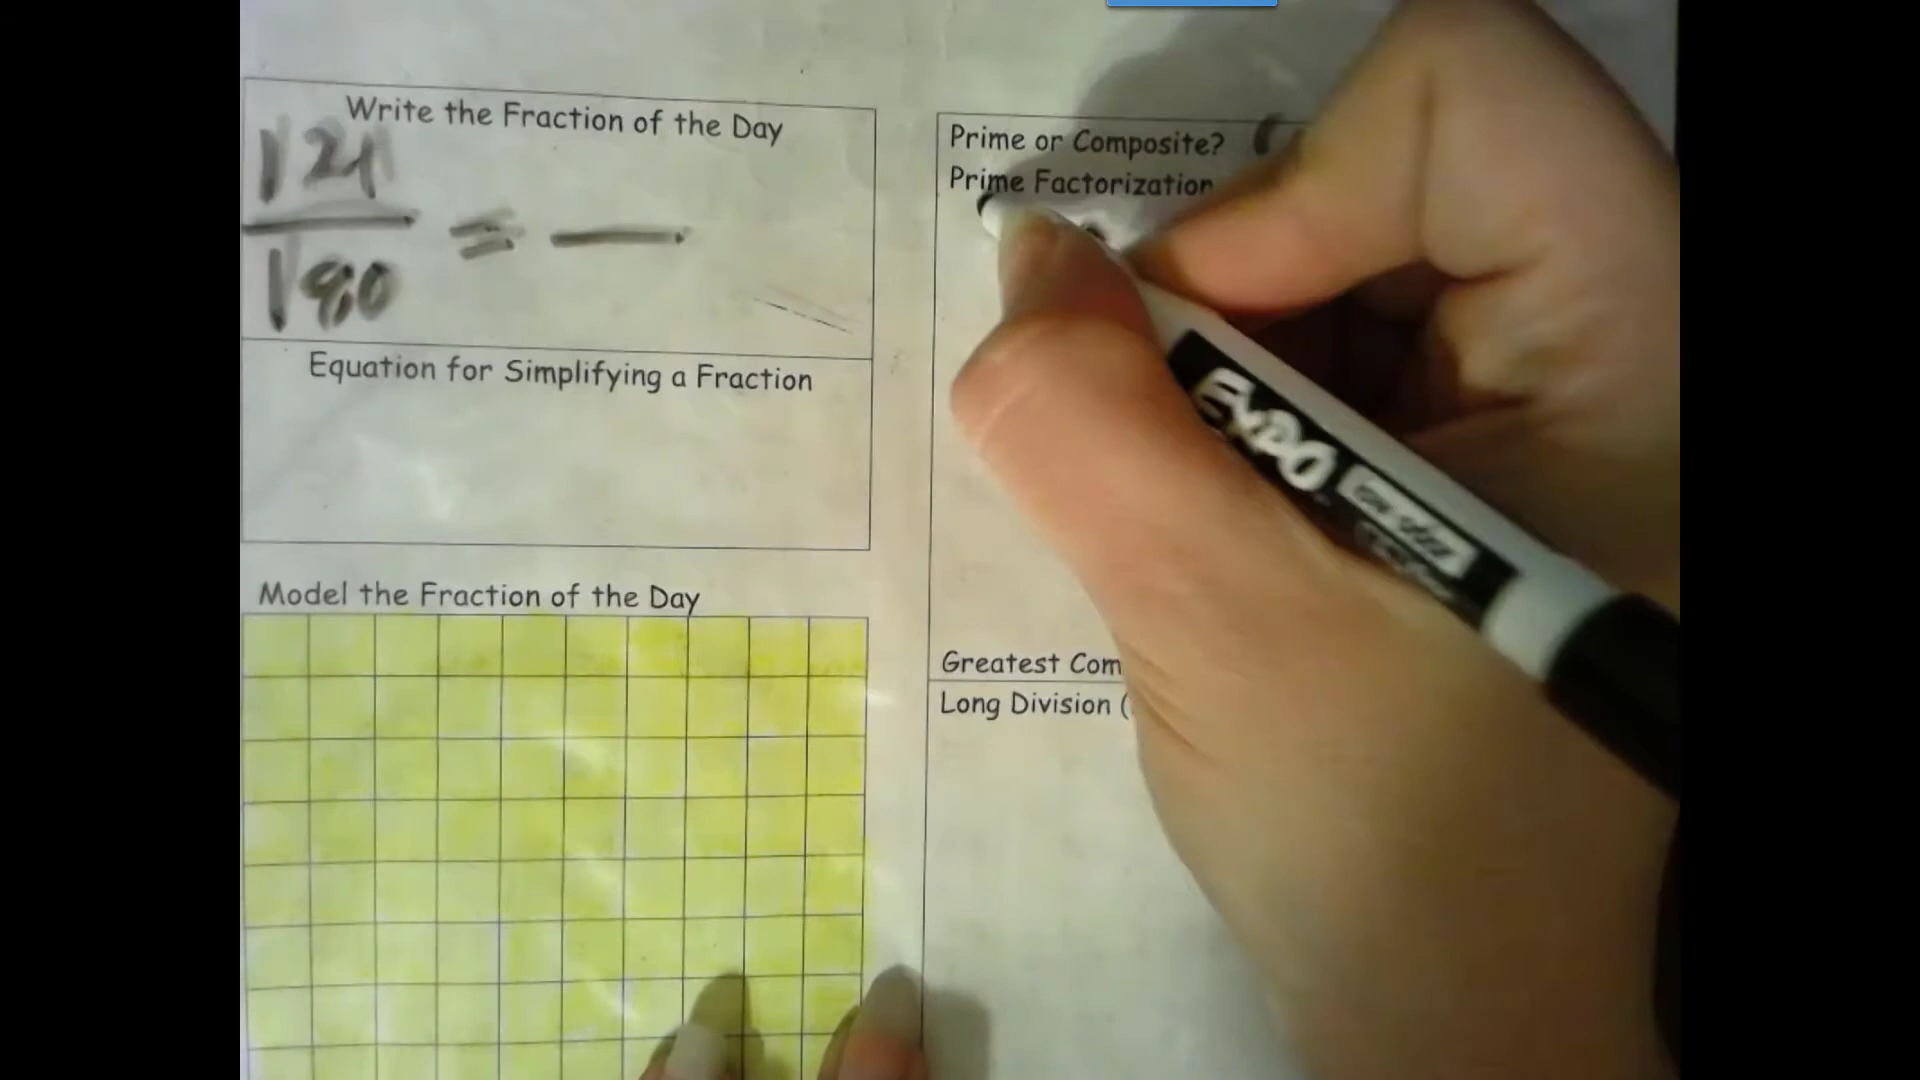 Write the Fraction of the Day
121
180
= —
Equation for Simplifying a Fraction
Model the Fraction of the Day
Prime or Composite?
Prime Factorization
Greatest Com
Long Division (
EXPO